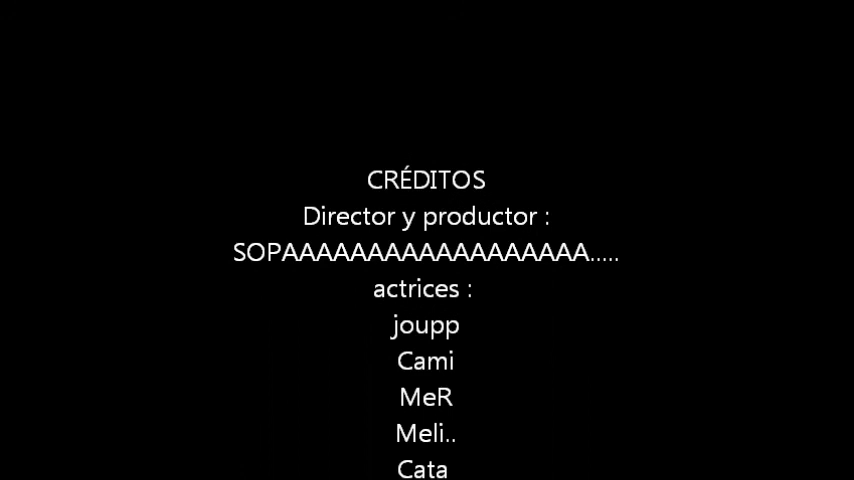 CRÉDITOS
Director y productor :
SOPAAAAAAAAAAAAAAAAAA.....
actrices :
joupp
Cami
MeR
Meli..
Cata